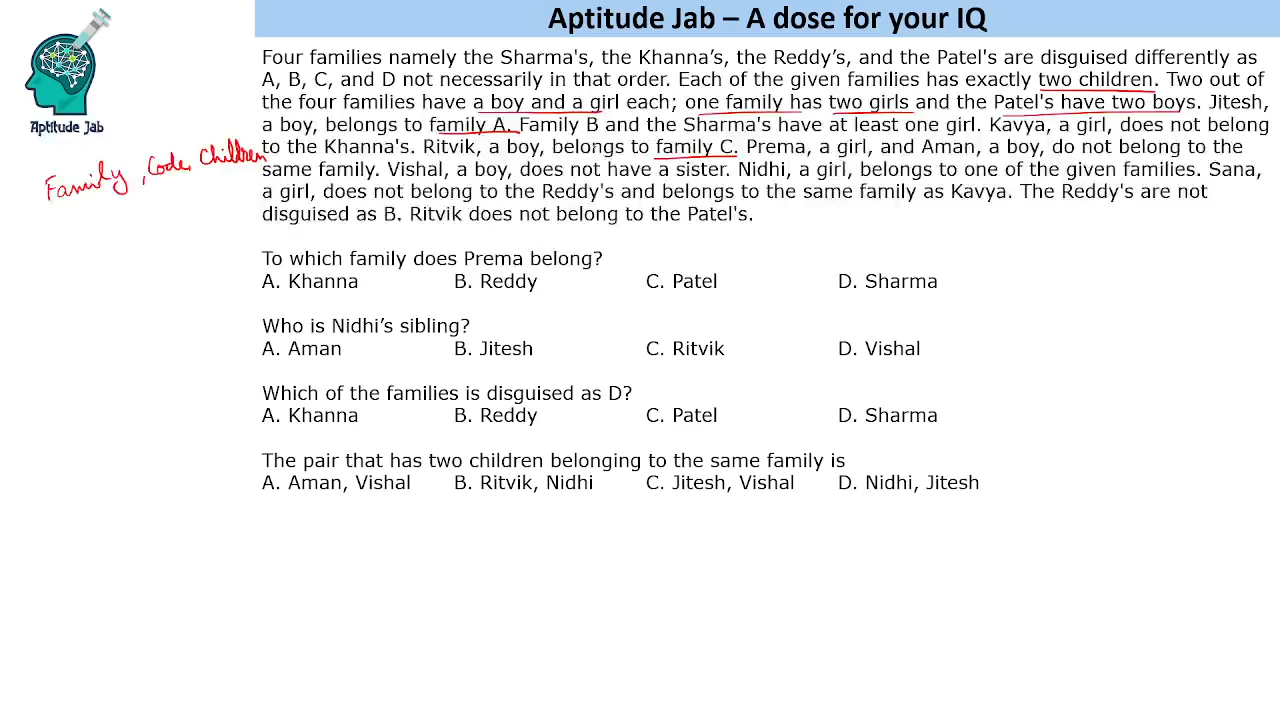 Aptitude Jab – A dose for your IQ
Aptitude Jab
Family, Code, Children
Four families namely the Sharma's, the Khanna’s, the Reddy’s, and the Patel's are disguised differently as
A, B, C, and D not necessarily in that order. Each of the given families has exactly two children. Two out of
the four families have a boy and a girl each; one family has two girls and the Patel's have two boys. Jitesh,
a boy, belongs to family A. Family B and the Sharma's have at least one girl. Kavya, a girl, does not belong
to the Khanna's. Ritvik, a boy, belongs to family C. Prema, a girl, and Aman, a boy, do not belong to the
same family. Vishal, a boy, does not have a sister. Nidhi, a girl, belongs to one of the given families. Sana,
a girl, does not belong to the Reddy's and belongs to the same family as Kavya. The Reddy's are not
disguised as B. Ritvik does not belong to the Patel's.
To which family does Prema belong?
A. Khanna B. Reddy C. Patel D. Sharma
Who is Nidhi’s sibling?
A. Aman B. Jitesh C. Ritvik D. Vishal
Which of the families is disguised as D?
A. Khanna B. Reddy C. Patel D. Sharma
The pair that has two children belonging to the same family is
A. Aman, Vishal B. Ritvik, Nidhi C. Jitesh, Vishal D. Nidhi, Jitesh